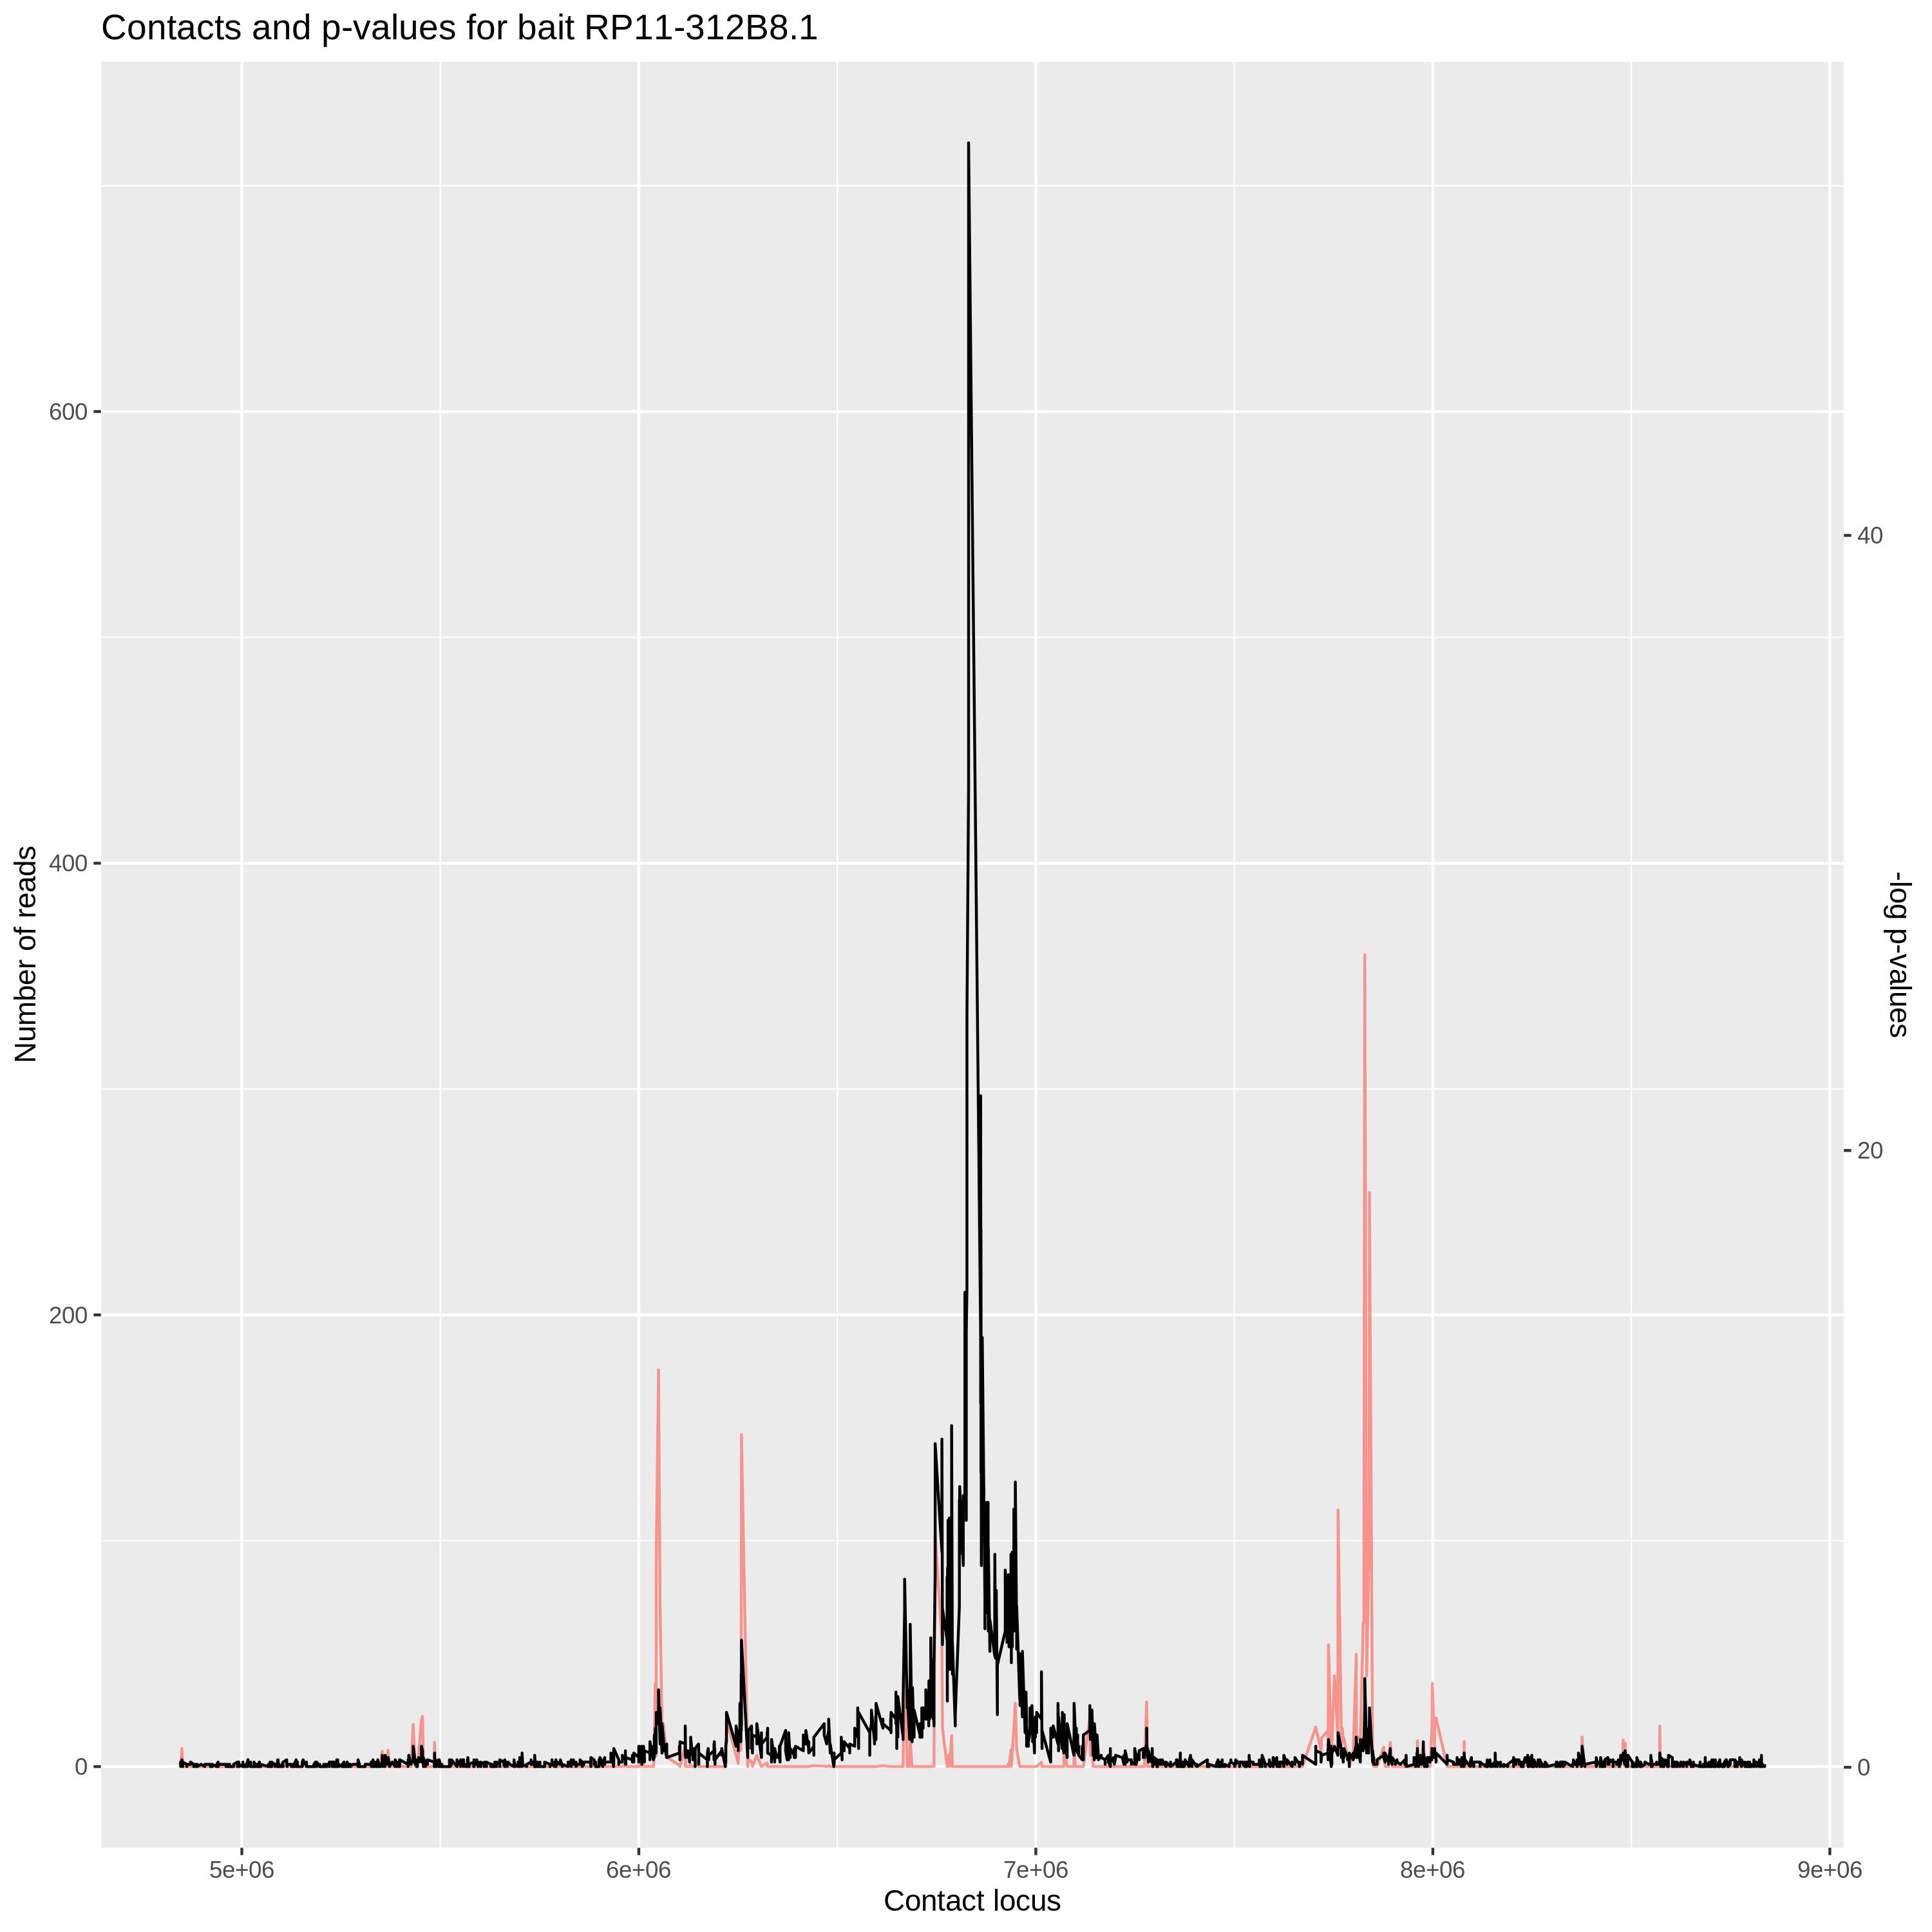 Contacts and p-values for bait RP11-312B8.1
600
400
200
0
Number of reads
40
20
0
-log p-values
5e+06
6e+06
7e+06
8e+06
9e+06
Contact locus